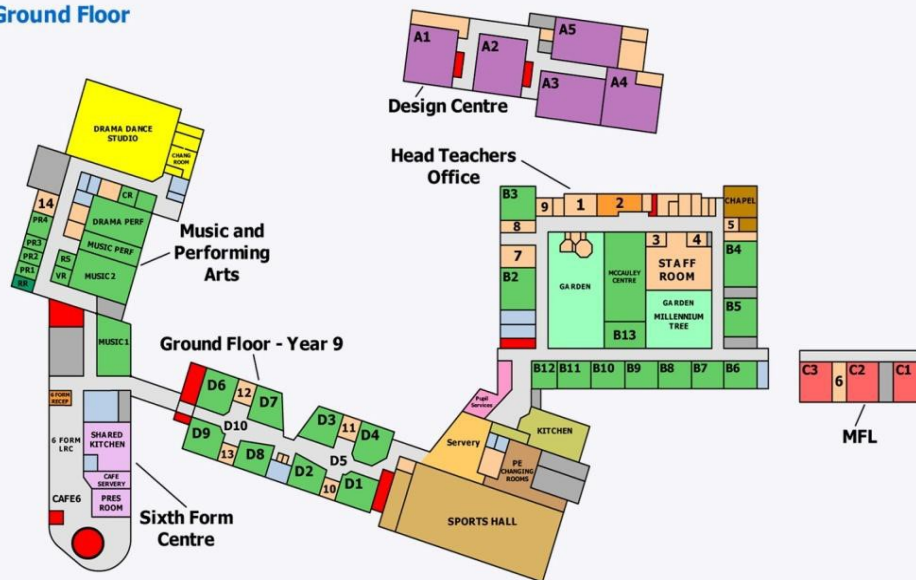 Ground Floor
A1
A2
A5
A3
A4
Design Centre
DRAMA DANCE
STUDIO
CHANG
ROOM
Head Teachers
Office
14
CR
PR4
PR3
PR2
PR1
RR
DRAMA PERF
MUSIC PERF
MUSIC 2
RS
VR
Music and
Performing
Arts
B3
9
1
2
CHAPEL
8
5
7
3
4
B4
STAFF
ROOM
B2
GARDEN
MCCAULEY
CENTRE
GARDEN
MILLENNIUM
TREE
B5
B13
MUSIC 1
Ground Floor - Year 9
B12
B11
B10
B9
B8
B7
B6
C3
6
C2
C1
MFL
D6
12
D7
D10
D9
13
D8
D3
11
D4
D5
D2
10
D1
Pupil
Services
Servery
KITCHEN
PE
CHANGING
ROOMS
SPORTS HALL
6 FORM
RECEP
6 FORM
LRC
SHARED
KITCHEN
CAFE
SERVERY
CAFE6
PRES
ROOM
Sixth Form
Centre